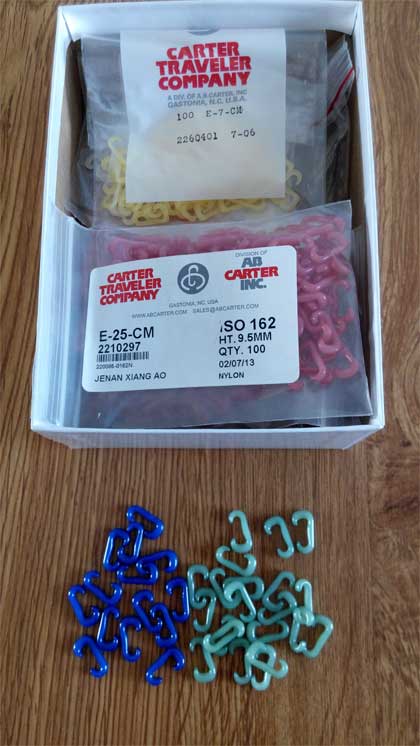 CARTER
TRAVELER
COMPANY
A DIV. OF A.B. CARTER, INC
GASTONIA, N.C. U.S.A.
100 E-7-CM
2260401 7-06
CARTER
TRAVELER
COMPANY
DIVISION OF
AB
CARTER
INC.
GASTONIA, NC, USA
WWW.ABCARTER.COM SALES@ABCARTER.COM
E-25-CM
2210297
220086-0162N
JENAN XIANG AO
ISO 162
HT. 9.5MM
QTY. 100
02/07/13
NYLON